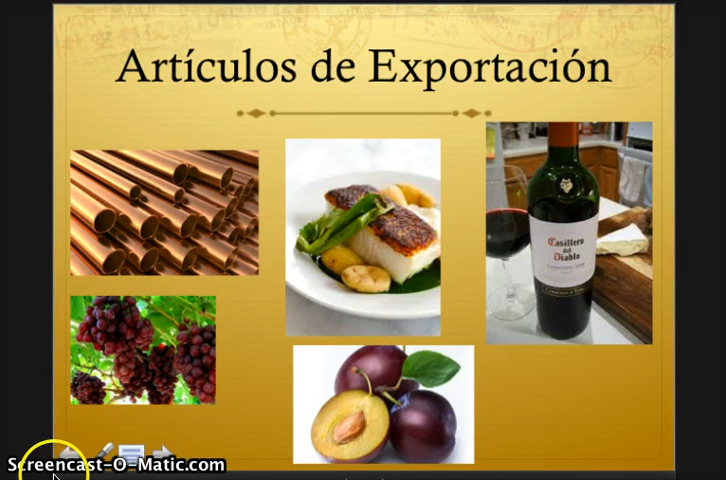 Artículos de Exportación
Casillero
del
Diablo
Screencast-O-Matic.com